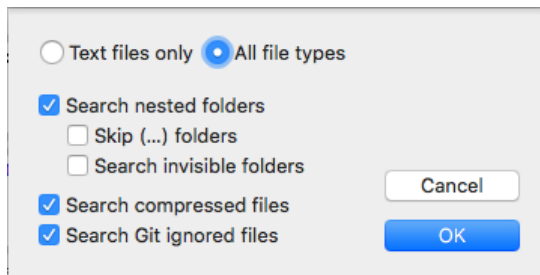 Text files only All file types
Search nested folders
Skip (...) folders
Search invisible folders
Cancel
Search compressed files
Search Git ignored files
OK